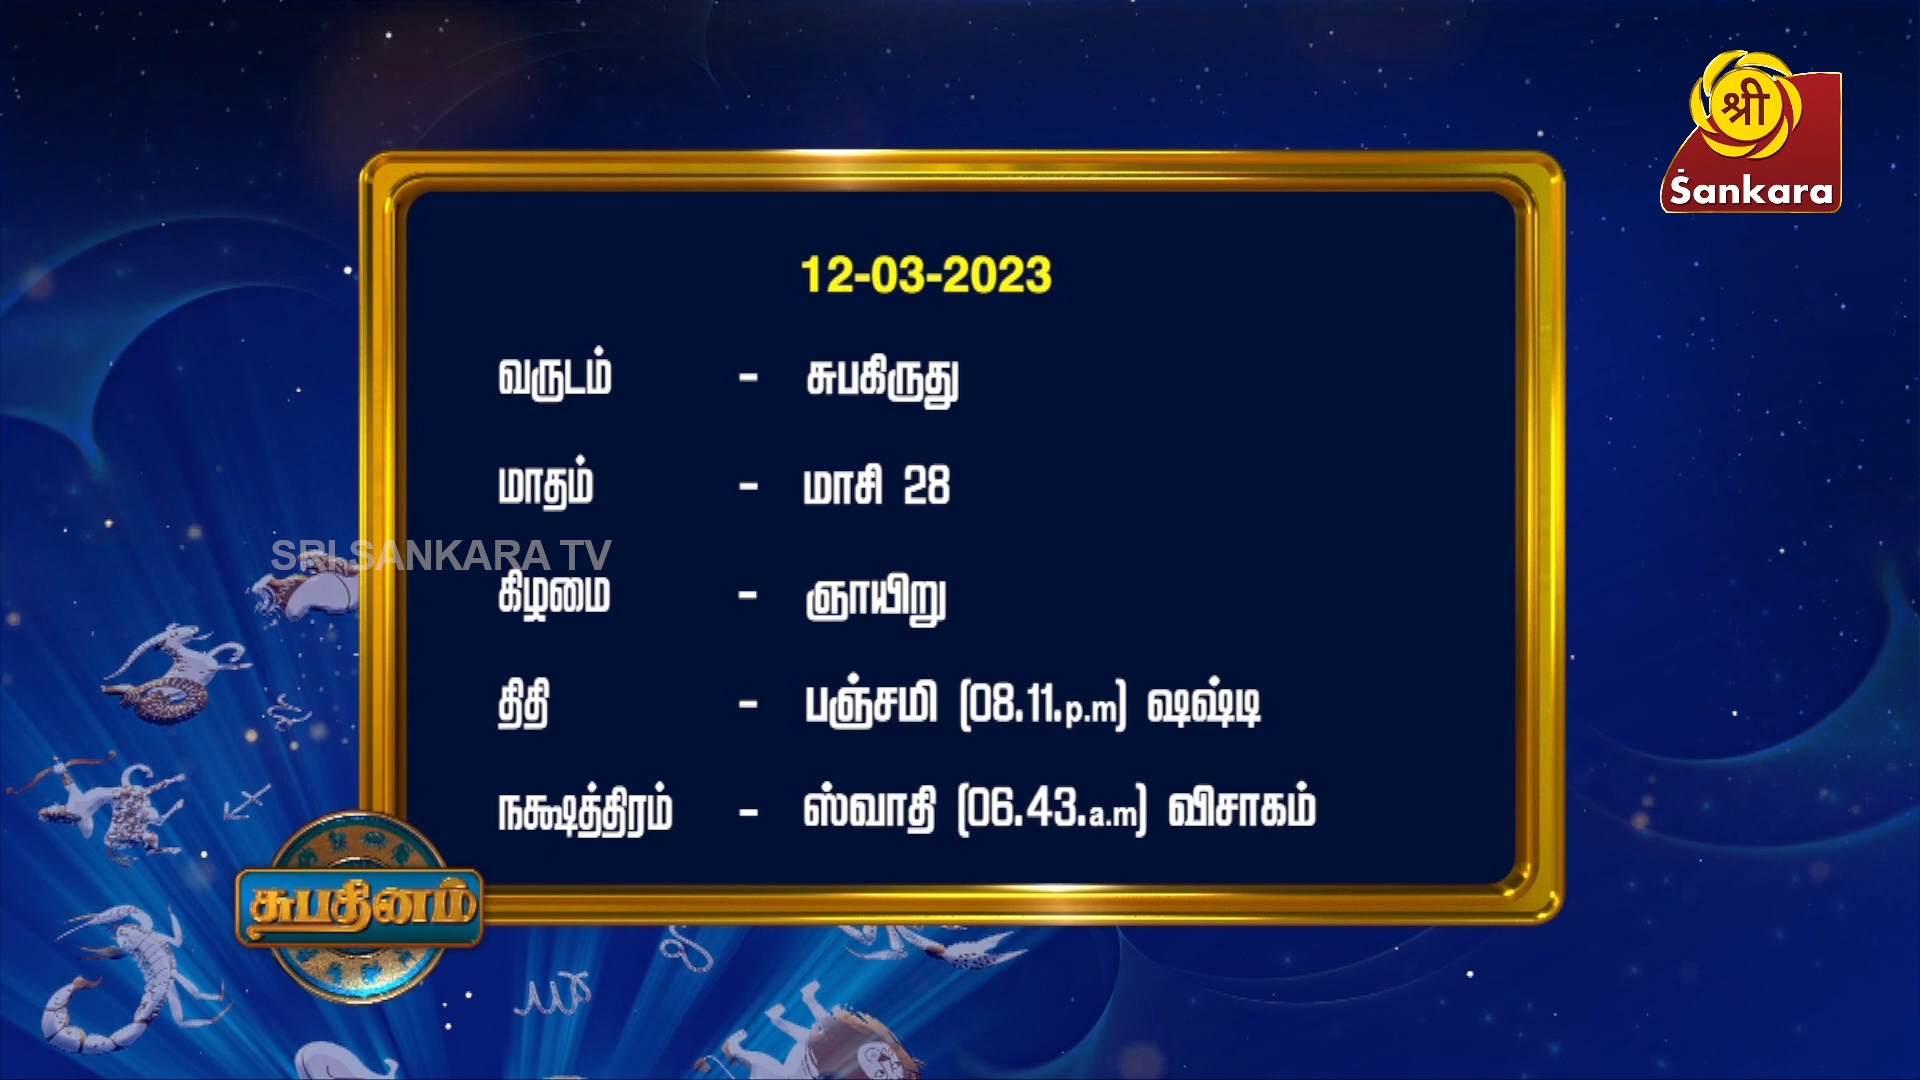 श्री
Sankara
12-03-2023
வருடம் - சுபகிருது
மாதம் - மாசி 28
SRI SANKARA TV
கிழமை - ஞாயிறு
திதி - பஞ்சமி (08.11.p.m) ஷஷ்டி
நக்ஷத்திரம் - ஸ்வாதி (06.43.a.m) விசாகம்
சுபதினம்